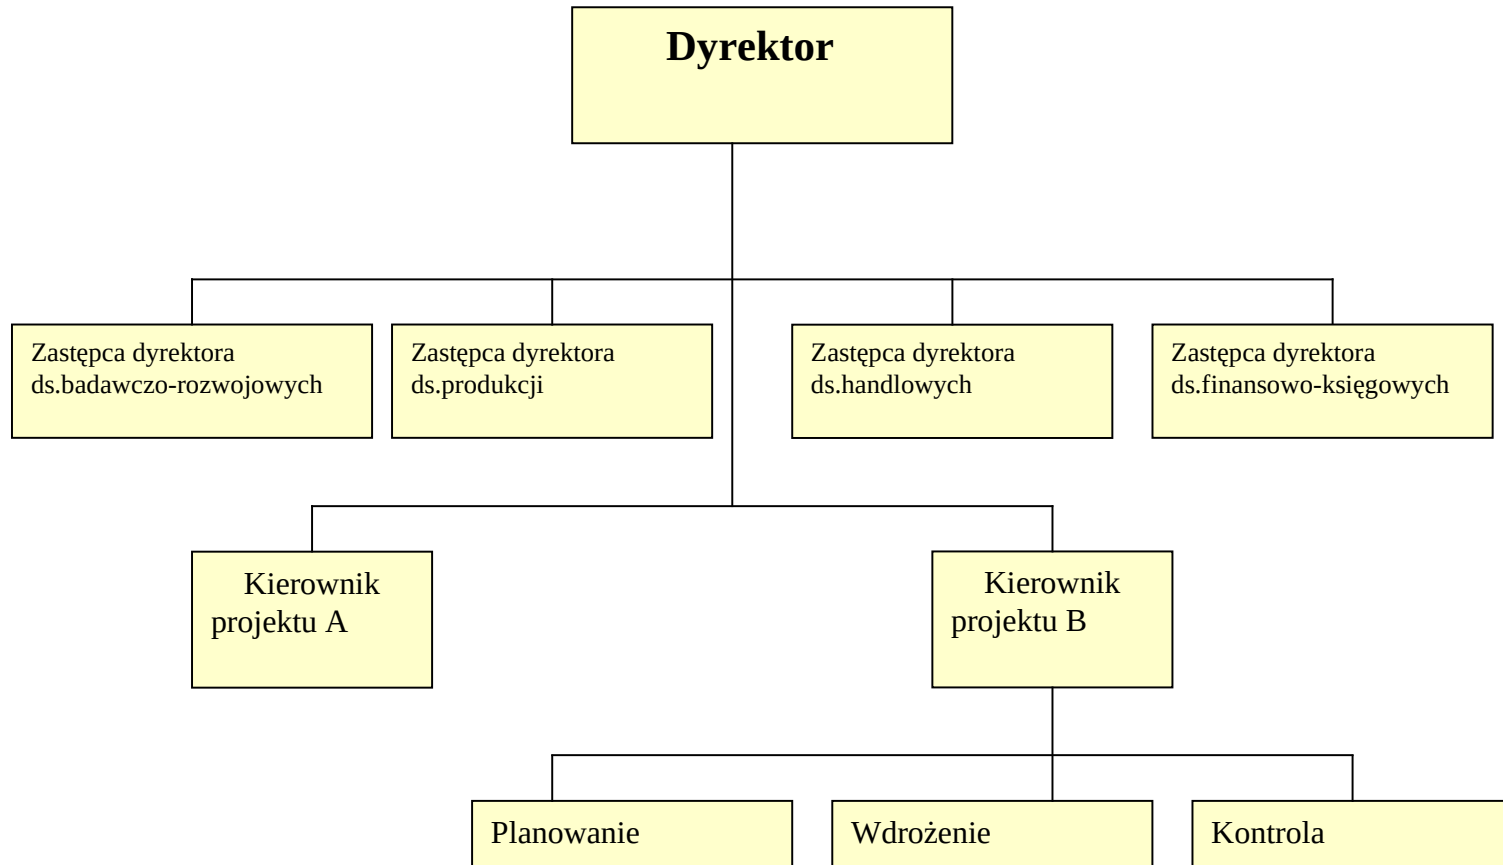 Dyrektor
Zastępca dyrektora
ds.badawczo-rozwojowych
Zastępca dyrektora
ds.produkcji
Zastępca dyrektora
ds.handlowych
Zastępca dyrektora
ds.finansowo-księgowych
Kierownik
projektu A
Kierownik
projektu B
Planowanie
Wdrożenie
Kontrola